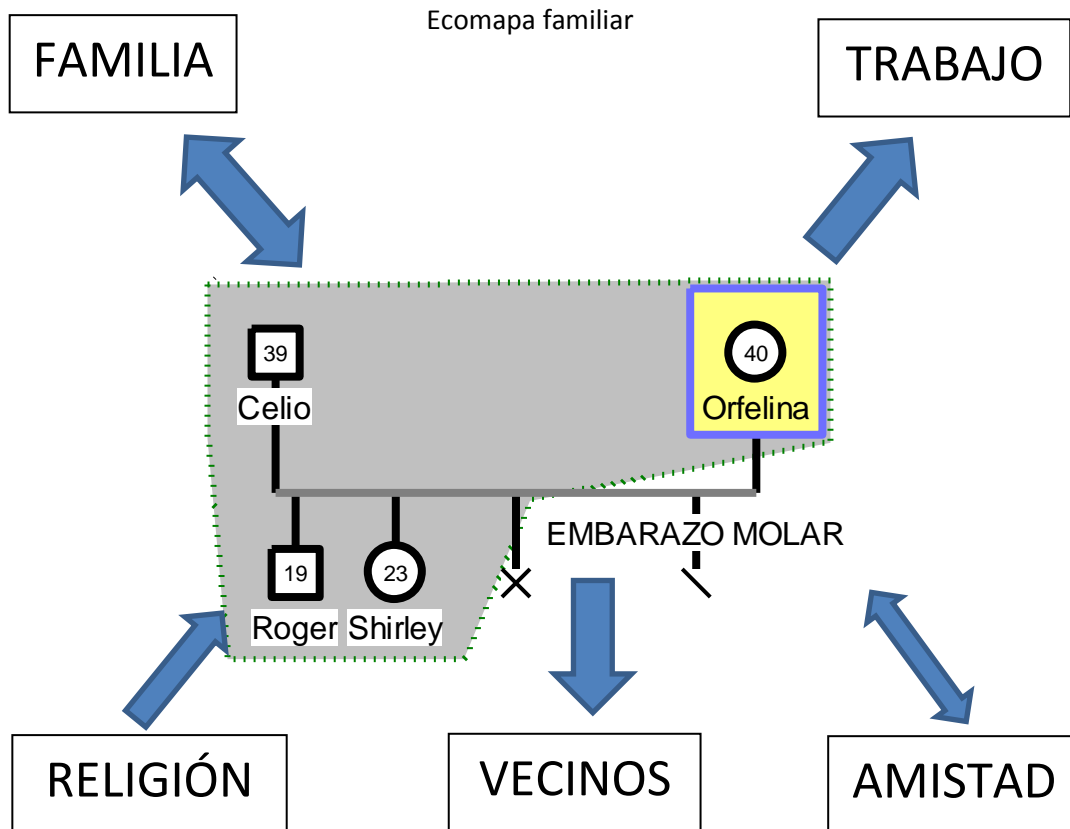 Ecomapa familiar
FAMILIA
TRABAJO
39
Celio
40
Orfelina
EMBARAZO MOLAR
19
Roger
23
Shirley
RELIGIÓN
VECINOS
AMISTAD